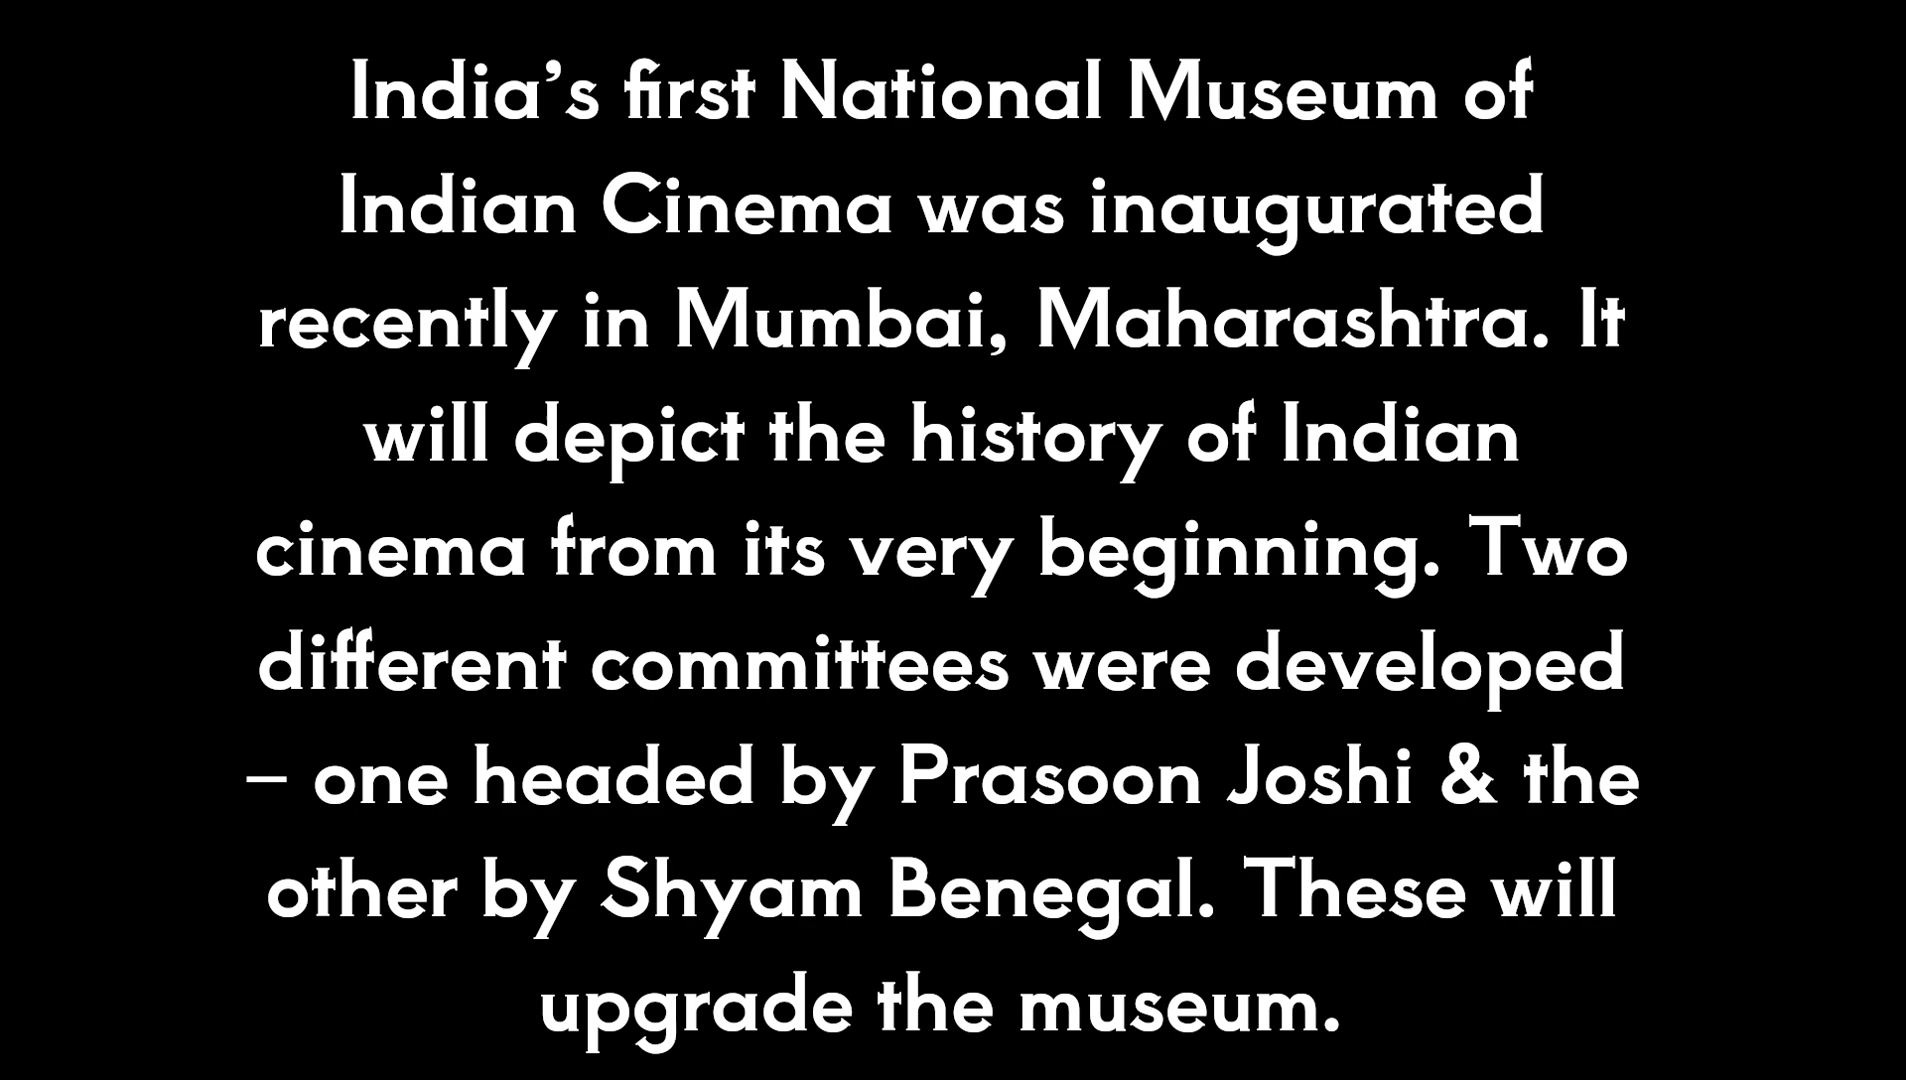 India’s first National Museum of
Indian Cinema was inaugurated
recently in Mumbai, Maharashtra. It
will depict the history of Indian
cinema from its very beginning. Two
different committees were developed
– one headed by Prasoon Joshi & the
other by Shyam Benegal. These will
upgrade the museum.